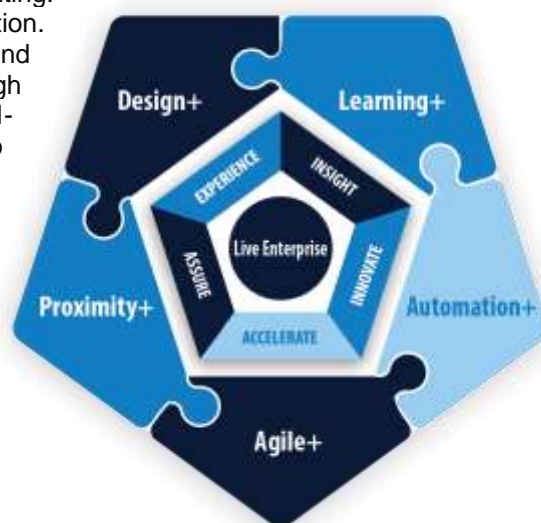 Design+
Learning+
EXPERIENCE
INSIGHT
ASSURE
Live Enterprise
INNOVATE
Proximity+
Automation+
ACCELERATE
Agile+